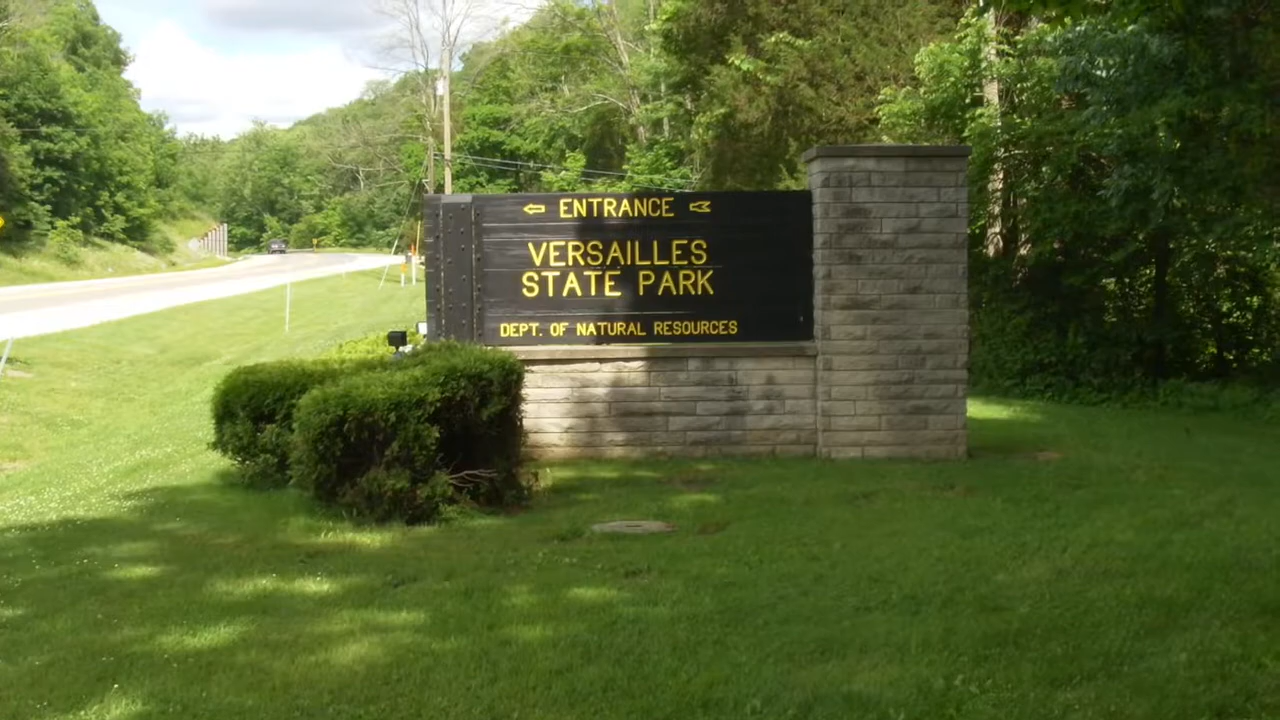 ENTRANCE
VERSAILLES
STATE PARK
DEPT. OF NATURAL RESOURCES